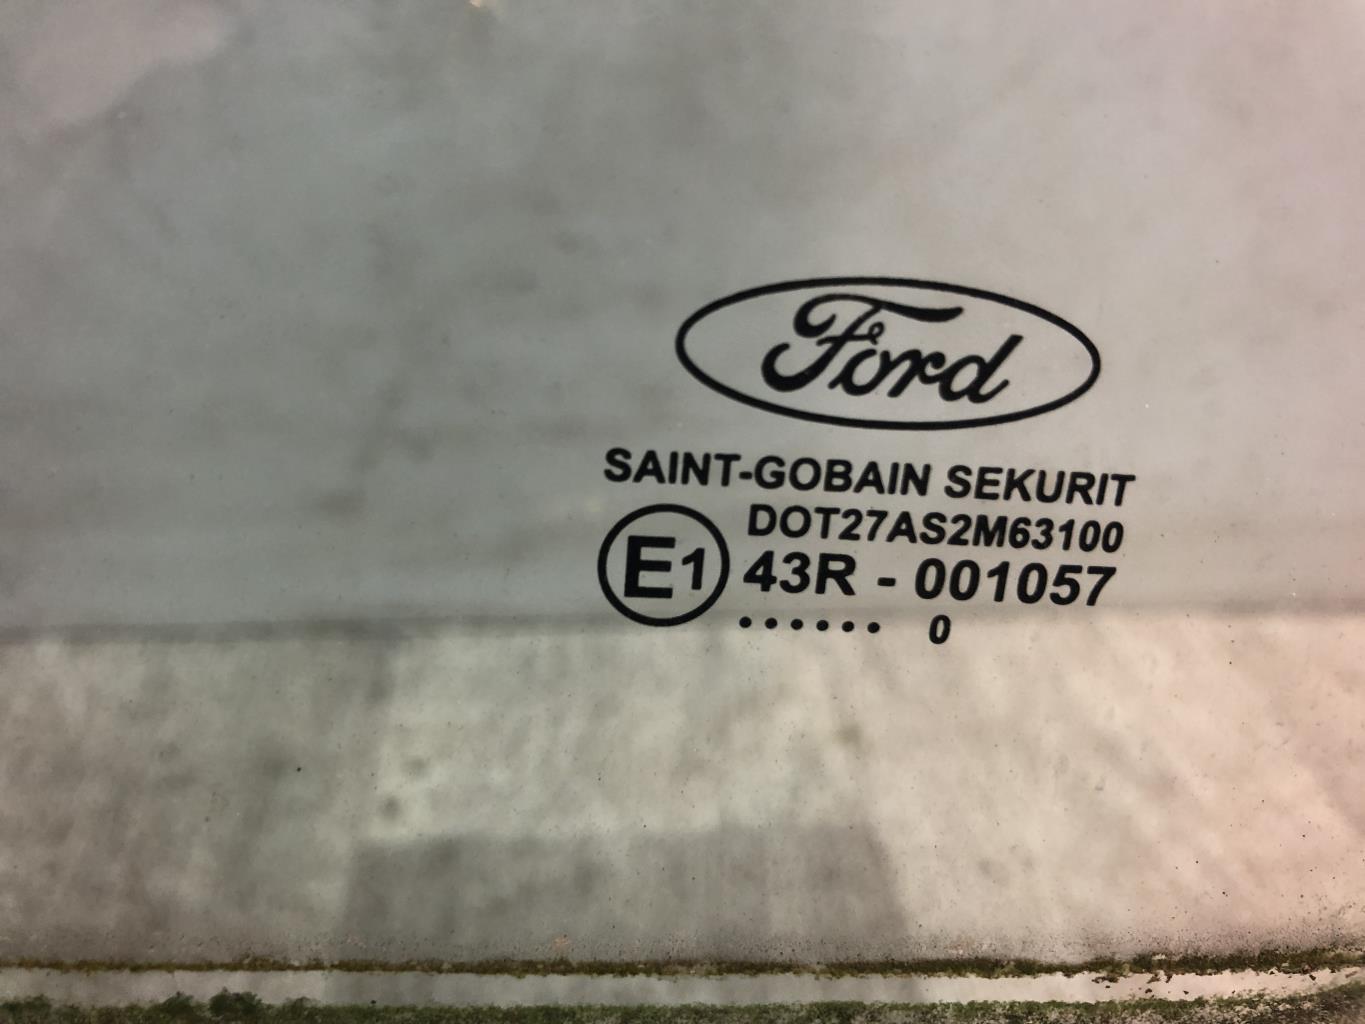 Ford
SAINT-GOBAIN SEKURIT
DOT27AS2M63100
E1 43R - 001057
...... 0